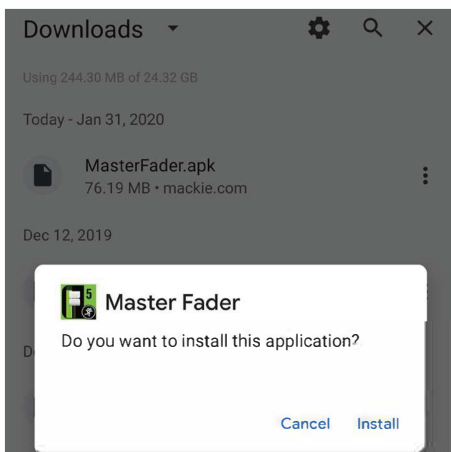 Downloads
Using 244.30 MB of 24.32 GB
Today - Jan 31, 2020
MasterFader.apk
76.19 MB • mackie.com
Dec 12, 2019
5
Master Fader
Do you want to install this application?
Cancel
Install